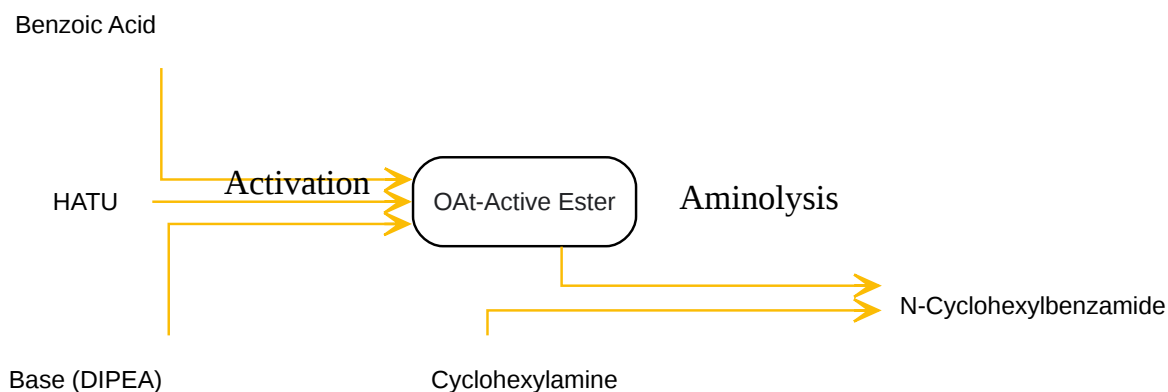 Benzoic Acid
Activation
HATU
OAt-Active Ester
Aminolysis
N-Cyclohexylbenzamide
Base (DIPEA)
Cyclohexylamine